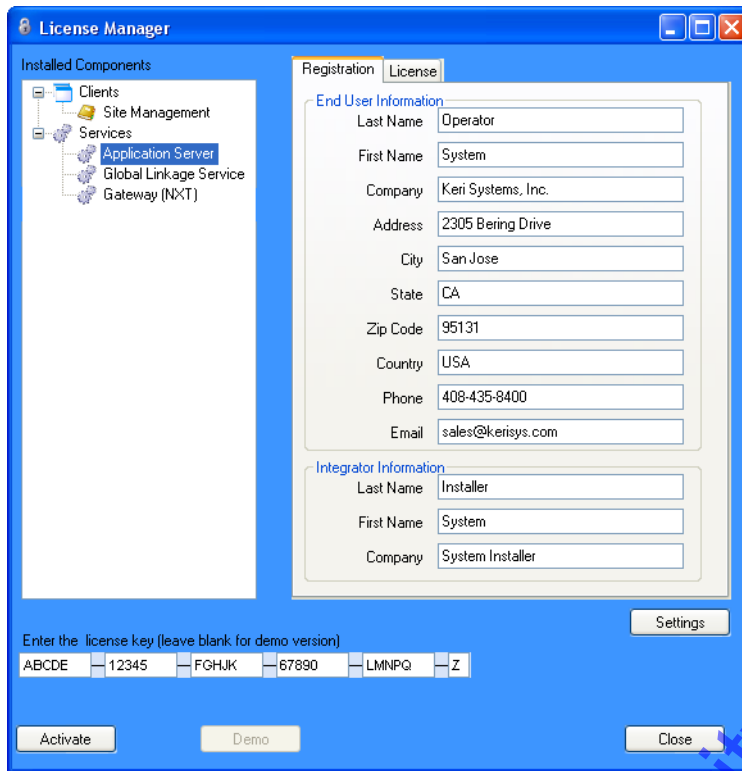 License Manager
Installed Components
Clients
Site Management
Services
Application Server
Global Linkage Service
Gateway (NXT)
Registration
License
End User Information
Last Name Operator
First Name System
Company Keri Systems, Inc.
Address 2305 Bering Drive
City San Jose
State CA
Zip Code 95131
Country USA
Phone 408-435-8400
Email sales@kerisys.com
Integrator Information
Last Name Installer
First Name System
Company System Installer
Settings
Enter the license key (leave blank for demo version)
ABCDE — 12345 — FGHJK — 67890 — LMNPQ — Z
Activate Demo Close